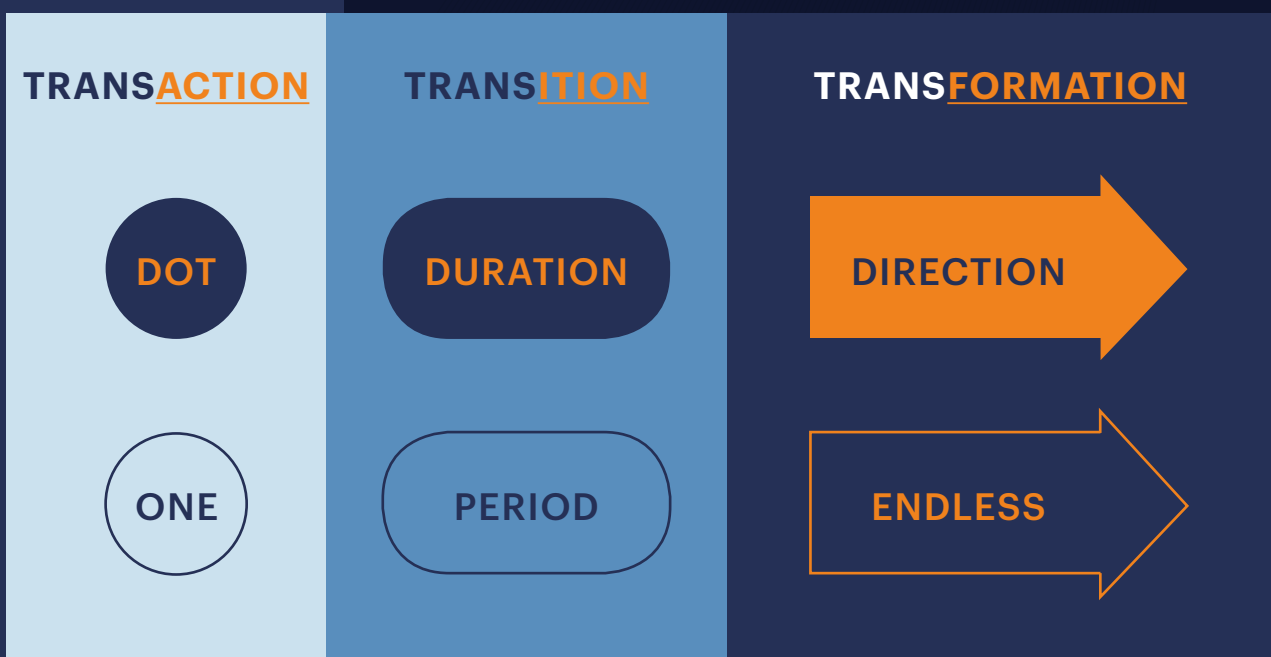 TRANSACTION
TRANSITION
TRANSFORMATION
DOT
DURATION
DIRECTION
ONE
PERIOD
ENDLESS